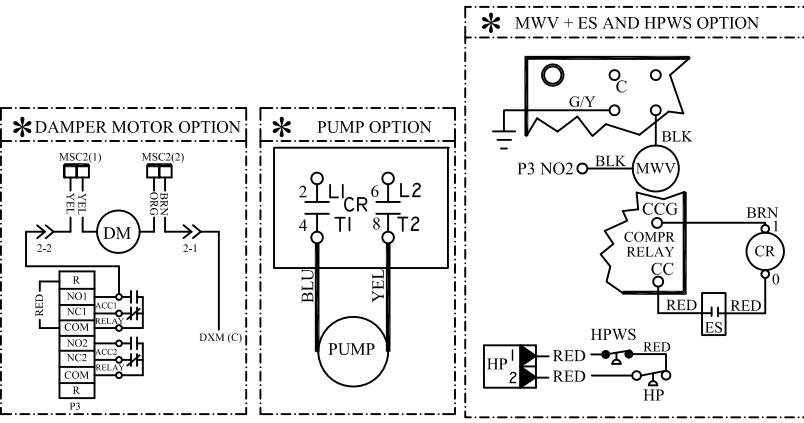 * DAMPER MOTOR OPTION
MSC2(1) MSC2(2)
YEL YEL ORG BRN
DM
2-2 2-1
R
NO1
NC1
COM
NO2
NC2
COM
R
P3
RED
ACC1
RELAY
ACC2
RELAY
DXM (C)
* PUMP OPTION
2 L1 6 L2
CR
4 T1 8 T2
BLU YEL
PUMP
* MWV + ES AND HPWS OPTION
C
G/Y
BLK
P3 NO2 BLK MWV
CCG
COMPR
RELAY
CC
BRN
1
CR
0
RED RED
ES
HPWS
HP 1 RED RED
2 RED
HP